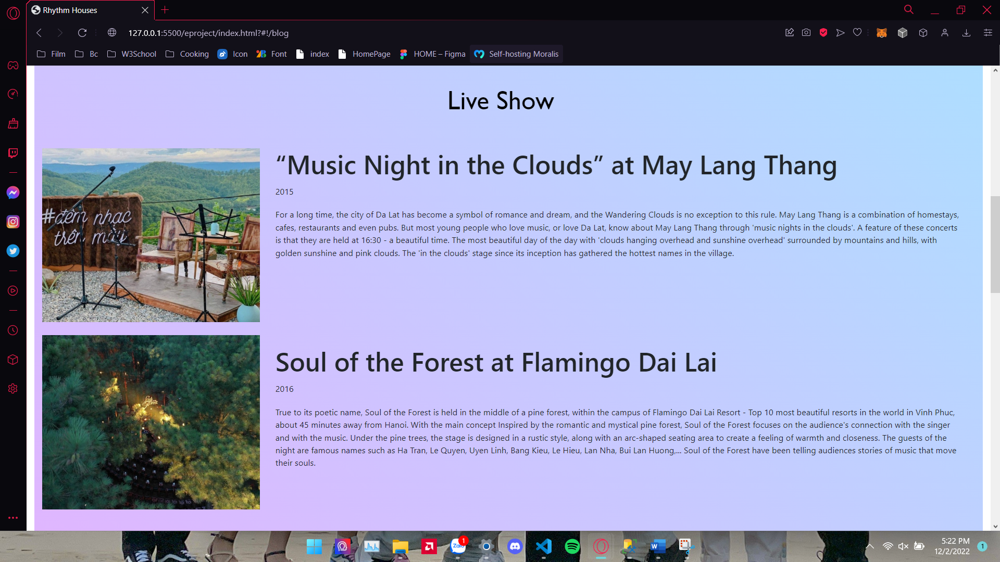 Rhythm Houses
127.0.0.1:5500/eproject/index.html?#!/blog
Film
Bc
W3School
Cooking
Icon
Font
index
HomePage
HOME – Figma
Self-hosting Moralis
Live Show
“Music Night in the Clouds” at May Lang Thang
2015
For a long time, the city of Da Lat has become a symbol of romance and dream, and the Wandering Clouds is no exception to this rule. May Lang Thang is a combination of homestays,
cafes, restaurants and even pubs. But most young people who love music, or love Da Lat, know about May Lang Thang through 'music nights in the clouds'. A feature of these concerts
is that they are held at 16:30 - a beautiful time. The most beautiful day of the day with 'clouds hanging overhead and sunshine overhead' surrounded by mountains and hills, with
golden sunshine and pink clouds. The 'in the clouds' stage since its inception has gathered the hottest names in the village.
#đêm nhạc
trên mây
Soul of the Forest at Flamingo Dai Lai
2016
True to its poetic name, Soul of the Forest is held in the middle of a pine forest, within the campus of Flamingo Dai Lai Resort - Top 10 most beautiful resorts in the world in Vinh Phuc,
about 45 minutes away from Hanoi. With the main concept Inspired by the romantic and mystical pine forest, Soul of the Forest focuses on the audience's connection with the singer
and with the music. Under the pine trees, the stage is designed in a rustic style, along with an arc-shaped seating area to create a feeling of warmth and closeness. The guests of the
night are famous names such as Ha Tran, Le Quyen, Uyen Linh, Bang Kieu, Le Hieu, Lan Nha, Bui Lan Huong,... Soul of the Forest have been telling audiences stories of music that move
their souls.
Soul
Forest
Zalo
1
W
5:22 PM
12/2/2022
1